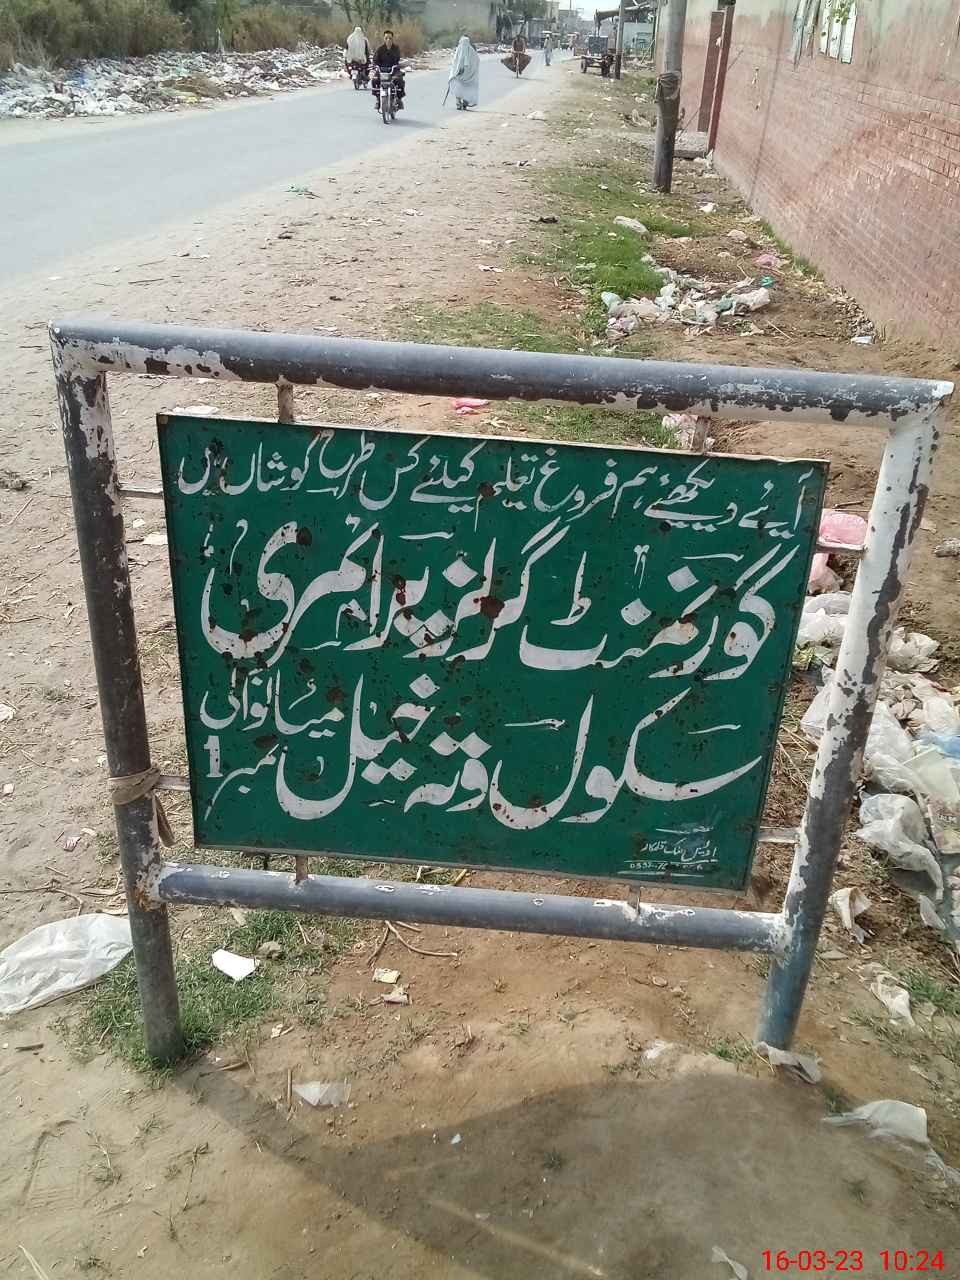 آیئے دیکھئے ہم فروغ تعلیم کیلئے کس طرح کوشاں ہیں
گورنمنٹ گرلز پرائمری
سکول وتہ خیل میانوالی
نمبر 1
16-03-23 10:24